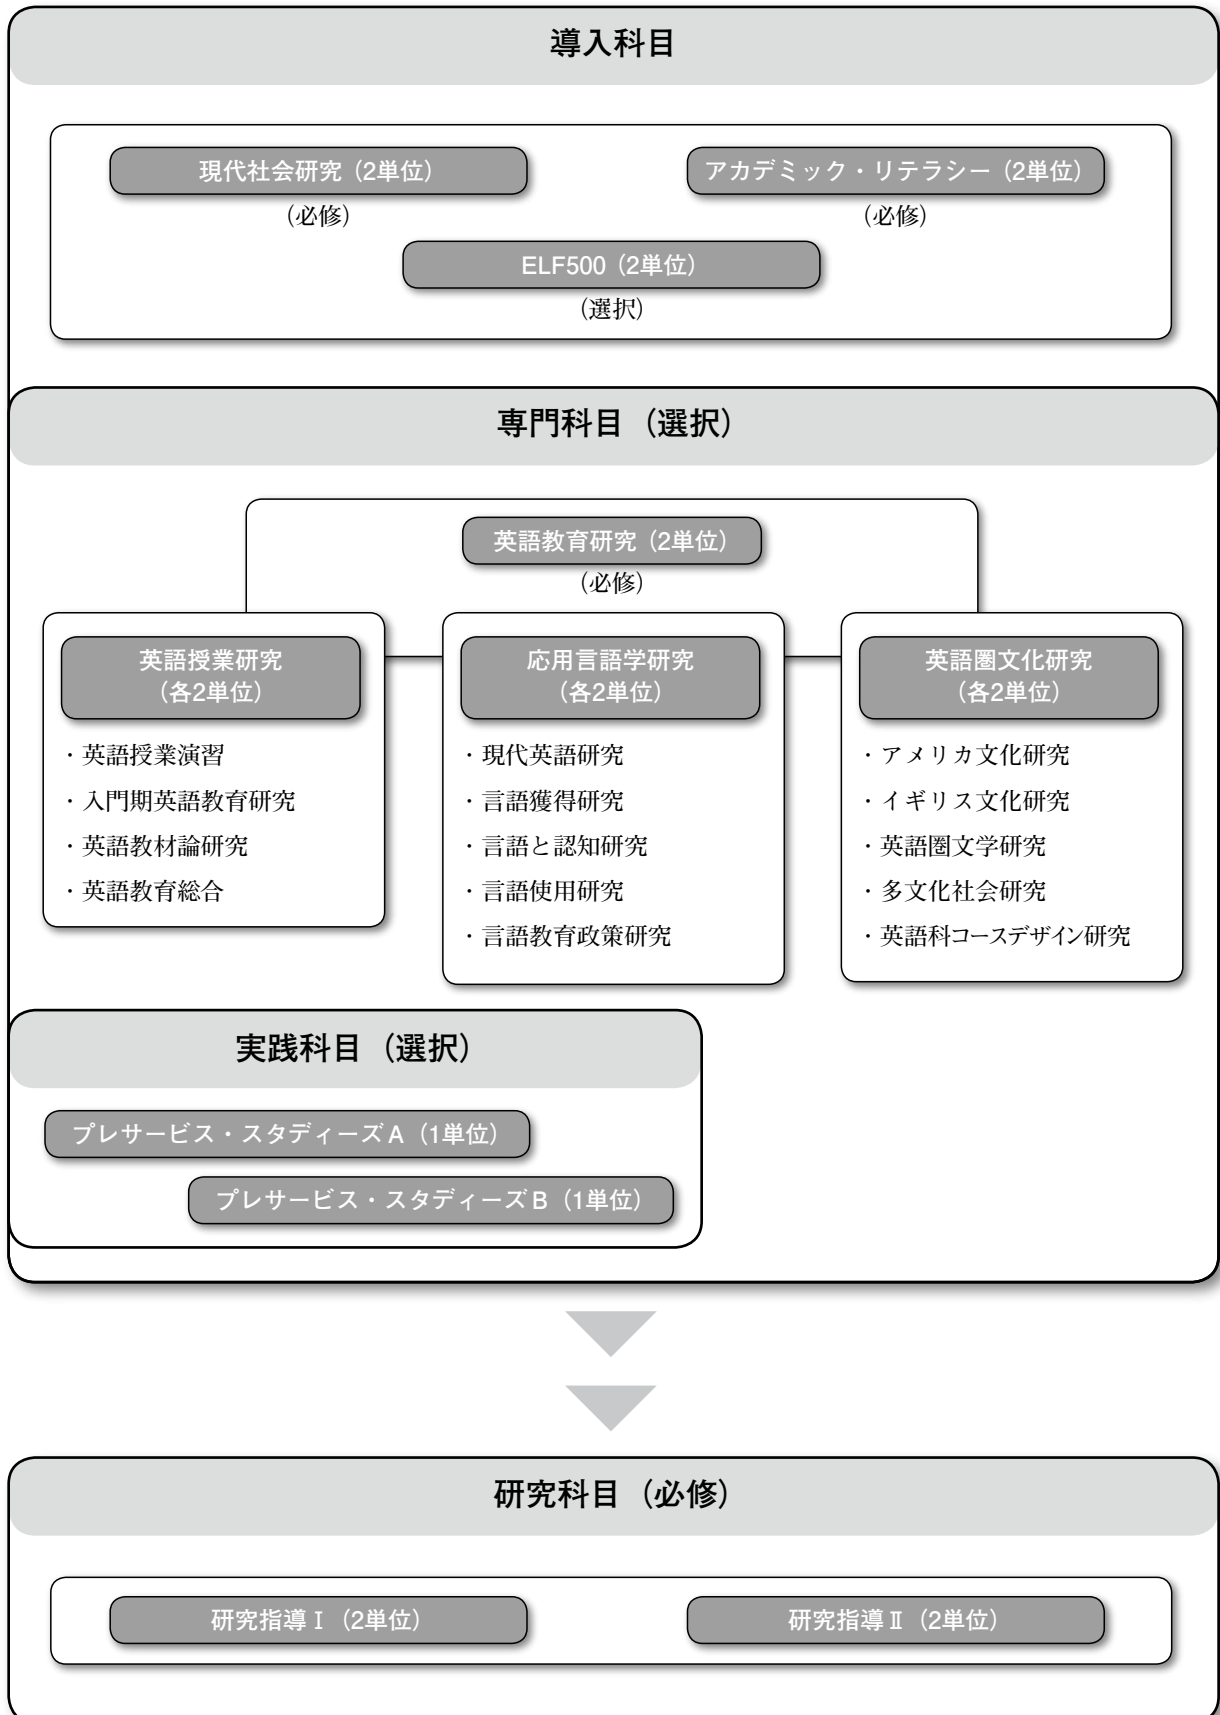 導入科目
現代社会研究（2単位）
（必修）
アカデミック・リテラシー（2単位）
（必修）
ELF500（2単位）
（選択）
専門科目（選択）
英語教育研究（2単位）
（必修）
英語授業研究
（各2単位）
・英語授業演習
・入門期英語教育研究
・英語教材論研究
・英語教育総合
応用言語学研究
（各2単位）
・現代英語研究
・言語獲得研究
・言語と認知研究
・言語使用研究
・言語教育政策研究
英語圏文化研究
（各2単位）
・アメリカ文化研究
・イギリス文化研究
・英語圏文学研究
・多文化社会研究
・英語科コースデザイン研究
実践科目（選択）
プレサービス・スタディーズA（1単位）
プレサービス・スタディーズB（1単位）
研究科目（必修）
研究指導Ⅰ（2単位）
研究指導Ⅱ（2単位）